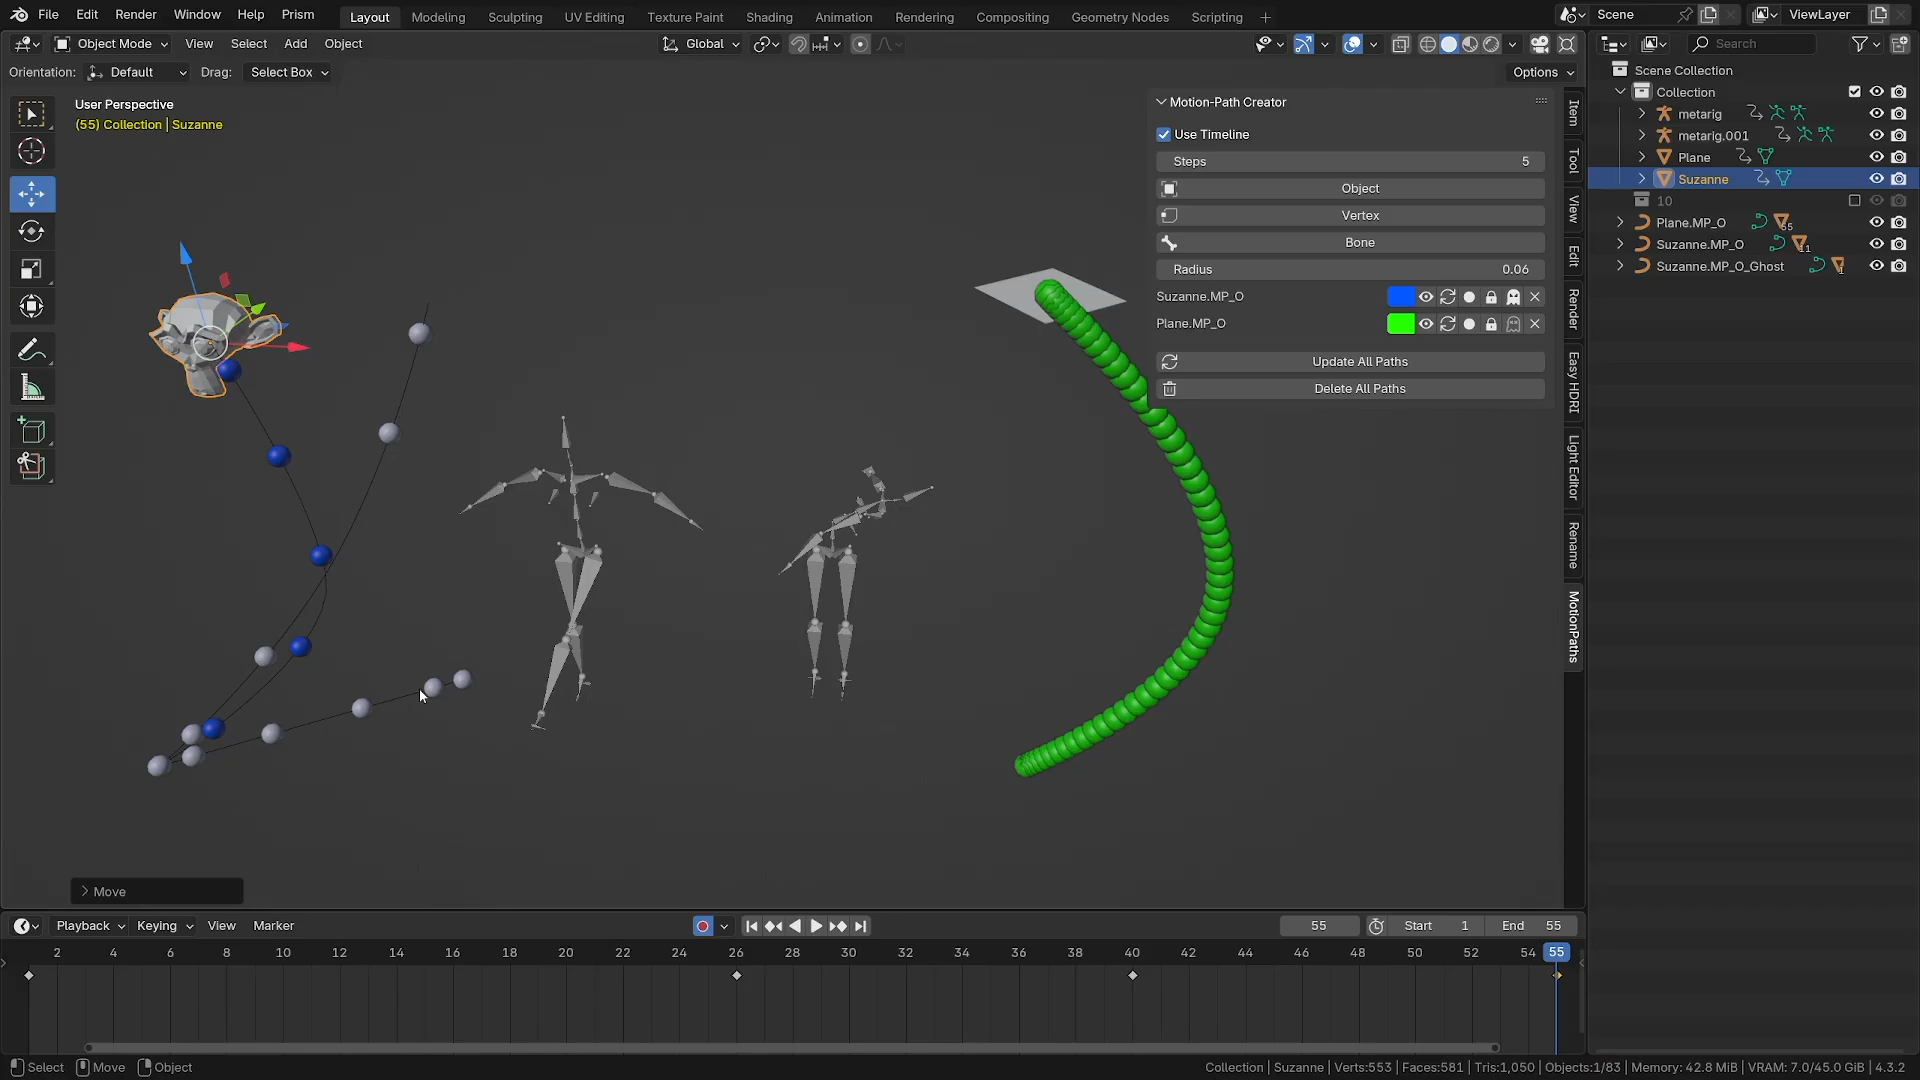 File Edit Render Window Help Prism Layout Modeling Sculpting UV Editing Texture Paint Shading Animation Rendering Compositing Geometry Nodes Scripting + Scene ViewLayer
Object Mode View Select Add Object Global Search
Orientation: Default Drag: Select Box Options
User Perspective
(55) Collection | Suzanne
Motion-Path Creator
Use Timeline
Steps 5
Object
Vertex
Bone
Radius 0.06
Suzanne.MP_O
Plane.MP_O
Update All Paths
Delete All Paths
Item
Tool
View
Edit
Render
Easy HDRI
Light Editor
Rename
MotionPaths
Scene Collection
Collection
metarig
metarig.001
Plane
Suzanne
10
Plane.MP_O 55
Suzanne.MP_O 11
Suzanne.MP_O_Ghost 1
Move
Playback Keying View Marker 55 Start 1 End 55
2 4 6 8 10 12 14 16 18 20 22 24 26 28 30 32 34 36 38 40 42 44 46 48 50 52 54 55
Select Move Object Collection | Suzanne | Verts:553 | Faces:581 | Tris:1,050 | Objects:1/83 | Memory: 42.8 MiB | VRAM: 7.0/45.0 GiB | 4.3.2